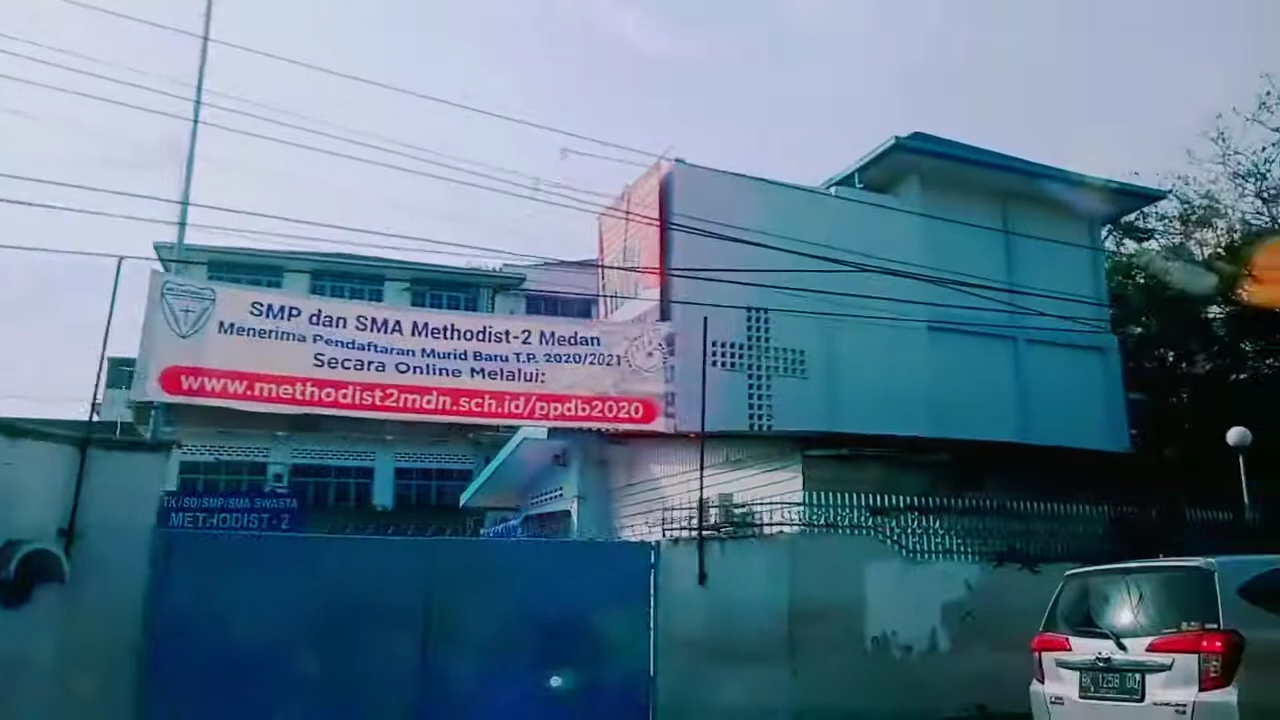 SMP dan SMA Methodist-2 Medan
Menerima Pendaftaran Murid Baru T.P. 2020/2021
Secara Online Melalui:
www.methodist2mdn.sch.id/ppdb2020
TK/SD/SMP/SMA SWASTA
METHODIST-2
BK 1258